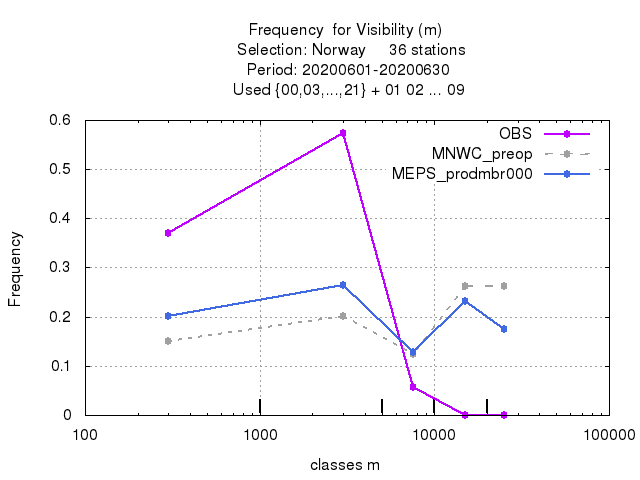 Frequency  for Visibility (m)
Selection: Norway     36 stations
Period: 20200601-20200630
Used {00,03,...,21} + 01 02 ... 09
OBS
MNWC_preop
MEPS_prodmbr000
0.6
0.5
0.4
0.3
0.2
0.1
0
Frequency
100
1000
10000
100000
classes m